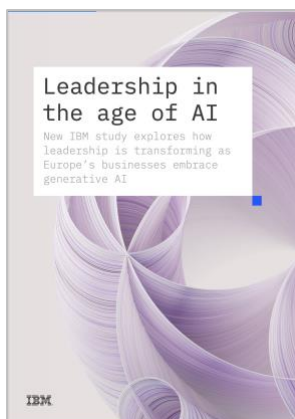 Leadership in
the age of AI
New IBM study explores how
leadership is transforming as
Europe's businesses embrace
generative AI
IBM